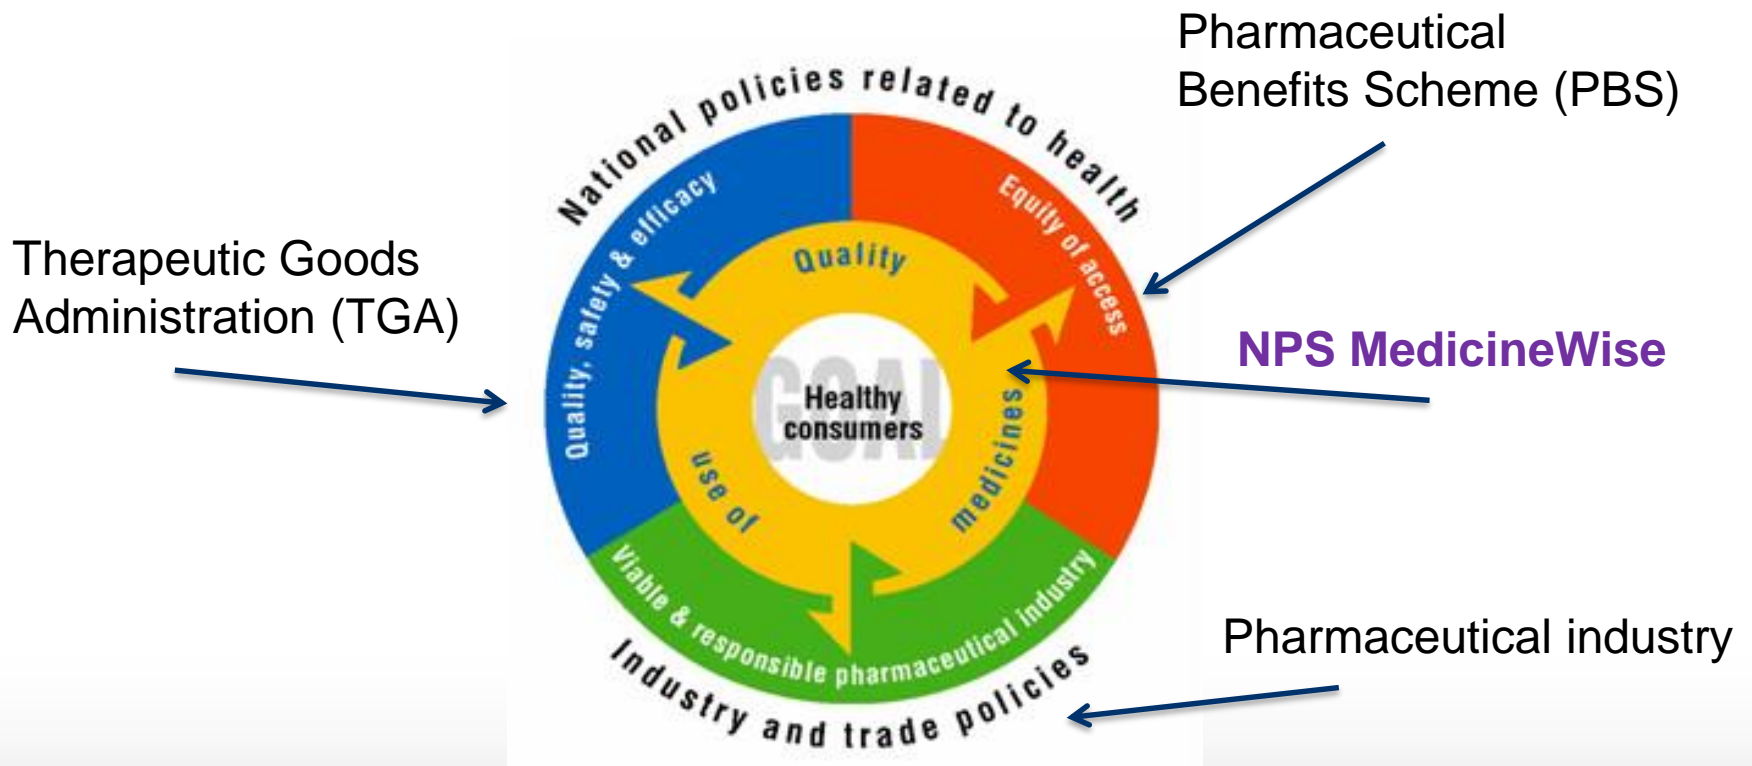 Pharmaceutical
Benefits Scheme (PBS)
National policies related to health
Quality, safety & efficacy
Equity of access
Quality
use of
medicines
GOAL
Healthy
consumers
Therapeutic Goods
Administration (TGA)
NPS MedicineWise
Viable & responsible pharmaceutical industry
Industry and trade policies
Pharmaceutical industry